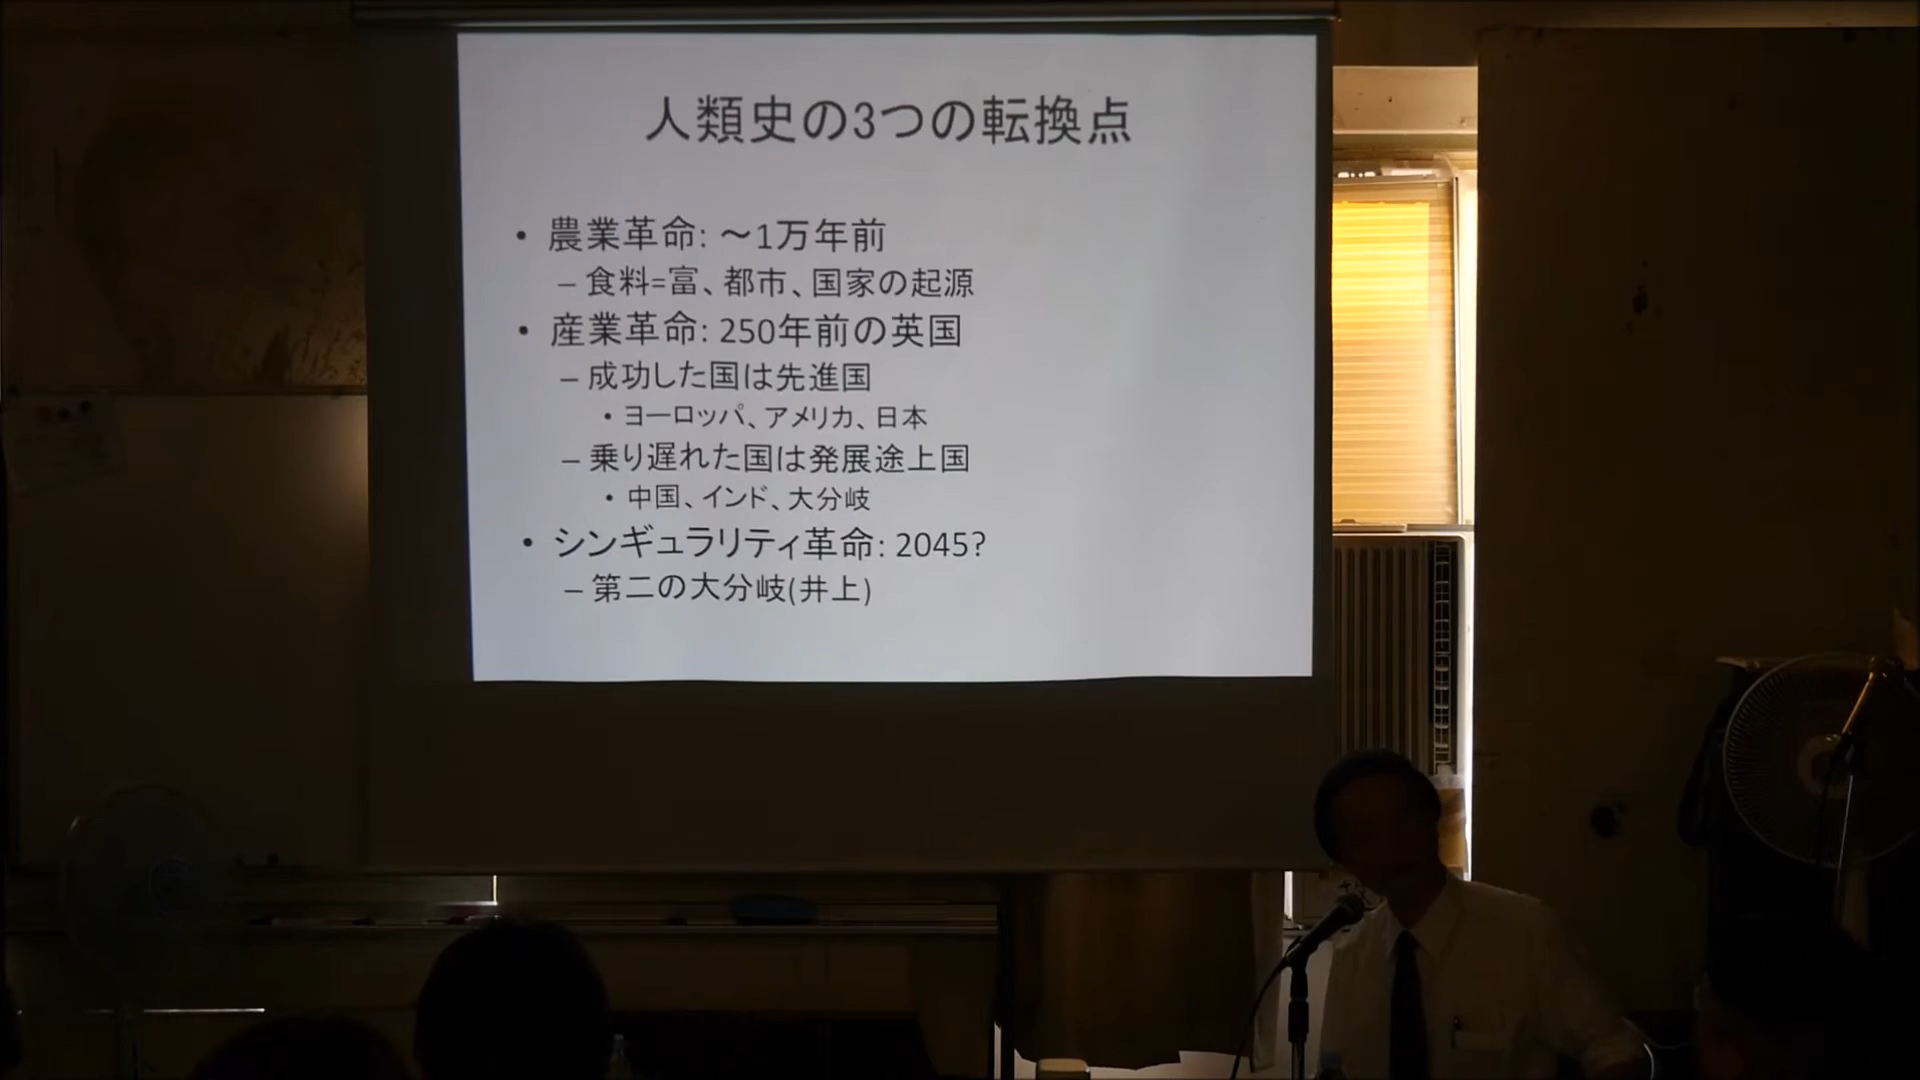 人類史の3つの転換点
• 農業革命: ～1万年前
– 食料=富、都市、国家の起源
• 産業革命: 250年前の英国
– 成功した国は先進国
• ヨーロッパ、アメリカ、日本
– 乗り遅れた国は発展途上国
• 中国、インド、大分岐
• シンギュラリティ革命: 2045?
– 第二の大分岐(井上)